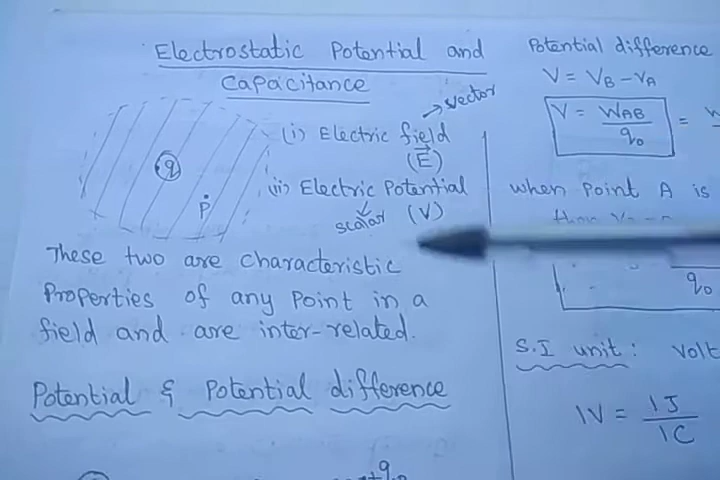 Electrostatic Potential and
Capacitance
(i) Electric field → vector
(E)
q
(ii) Electric Potential
scalar (V)
P
These two are characteristic
Properties of any Point in a
field and are inter-related.
Potential & Potential difference
Potential difference
V = VB - VA
V = WAB / q0 =
when Point A is
q0
S.I unit : volt
1V = 1J / 1C